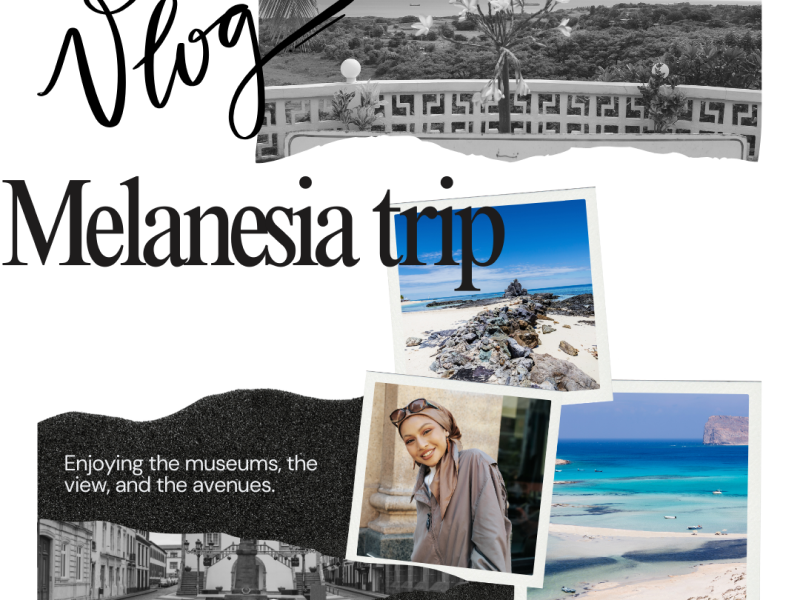 Vlog
Melanesia trip
Enjoying the museums, the
view, and the avenues.